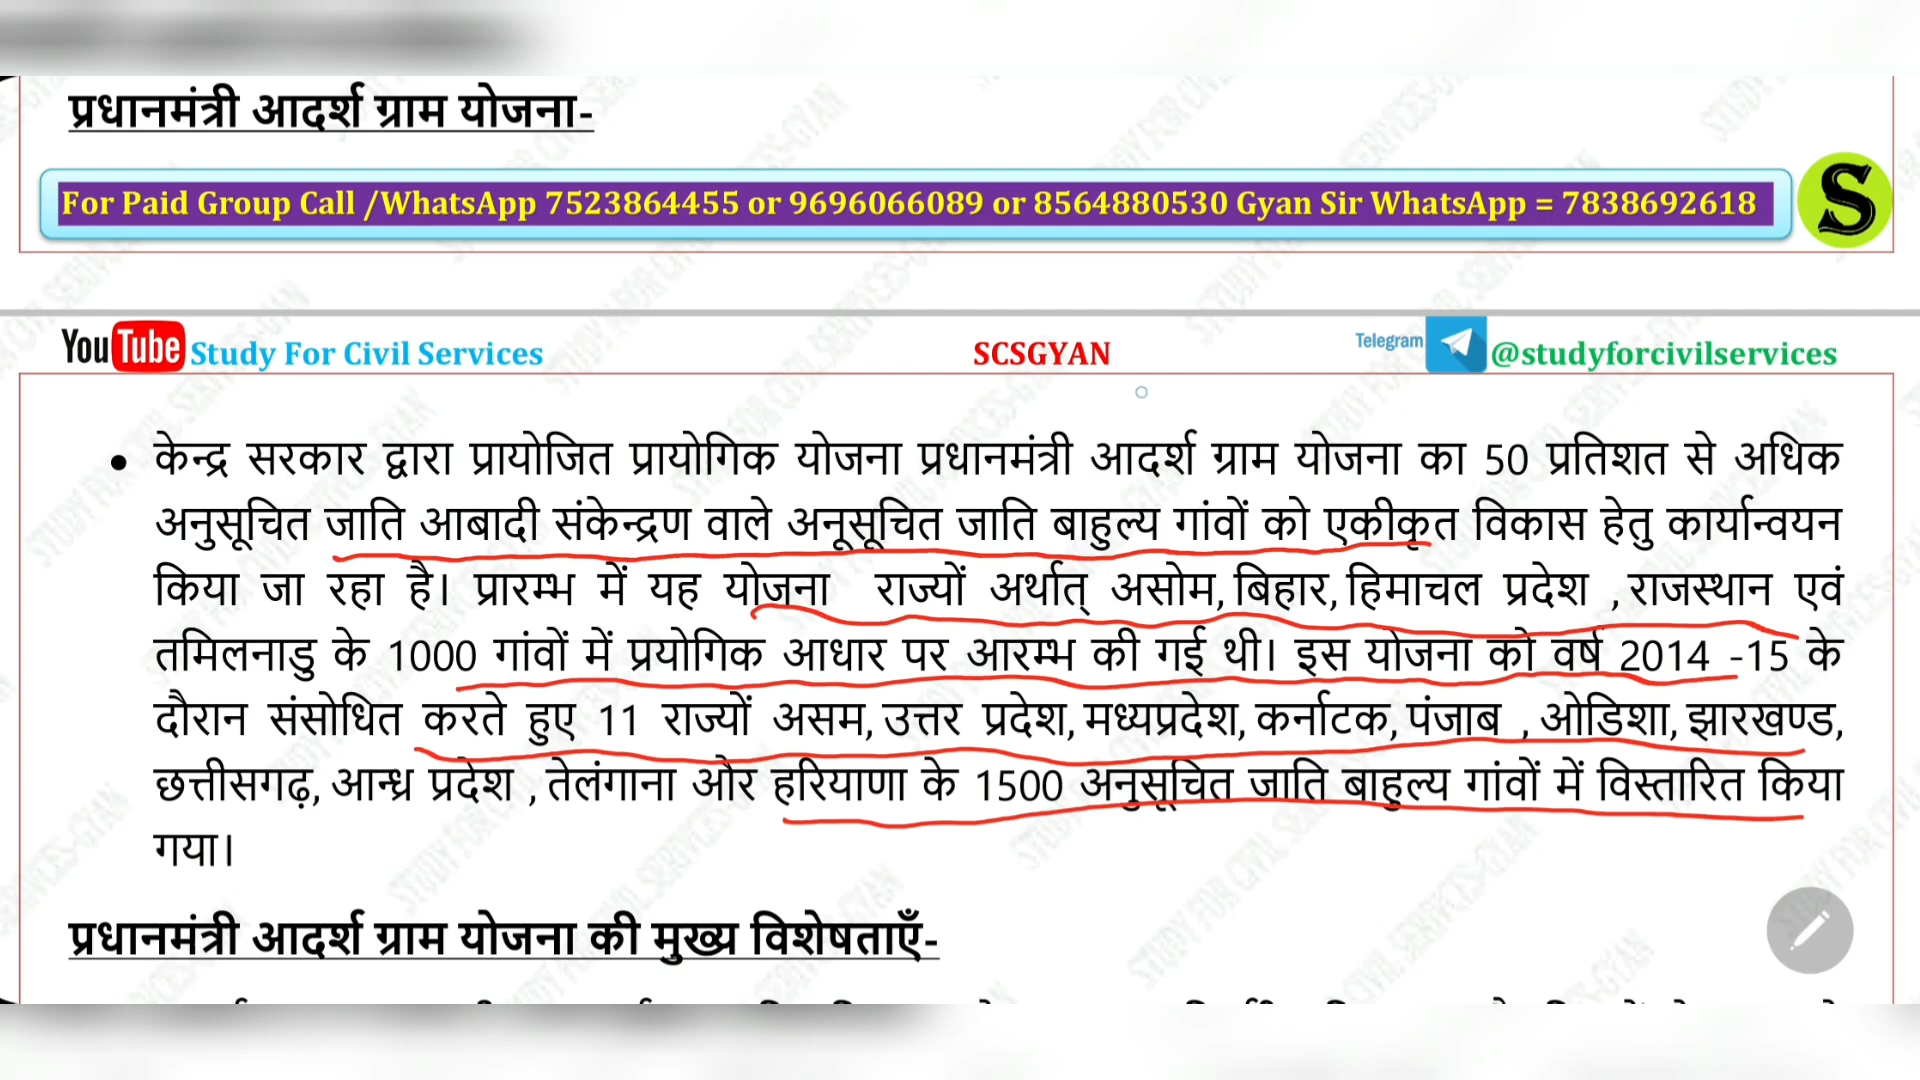 प्रधानमंत्री आदर्श ग्राम योजना-
For Paid Group Call /WhatsApp 7523864455 or 9696066089 or 8564880530 Gyan Sir WhatsApp = 7838692618
S
YouTube Study For Civil Services SCSGYAN Telegram @studyforcivilservices
• केन्द्र सरकार द्वारा प्रायोजित प्रायोगिक योजना प्रधानमंत्री आदर्श ग्राम योजना का 50 प्रतिशत से अधिक
अनुसूचित जाति आबादी संकेन्द्रण वाले अनूसूचित जाति बाहुल्य गांवों को एकीकृत विकास हेतु कार्यान्वयन
किया जा रहा है। प्रारम्भ में यह योजना राज्यों अर्थात् असोम, बिहार, हिमाचल प्रदेश , राजस्थान एवं
तमिलनाडु के 1000 गांवों में प्रयोगिक आधार पर आरम्भ की गई थी। इस योजना को वर्ष 2014 -15 के
दौरान संसोधित करते हुए 11 राज्यों असम, उत्तर प्रदेश, मध्यप्रदेश, कर्नाटक, पंजाब , ओडिशा, झारखण्ड,
छत्तीसगढ़, आन्ध्र प्रदेश , तेलंगाना और हरियाणा के 1500 अनुसूचित जाति बाहुल्य गांवों में विस्तारित किया
गया।
प्रधानमंत्री आदर्श ग्राम योजना की मुख्य विशेषताएँ-